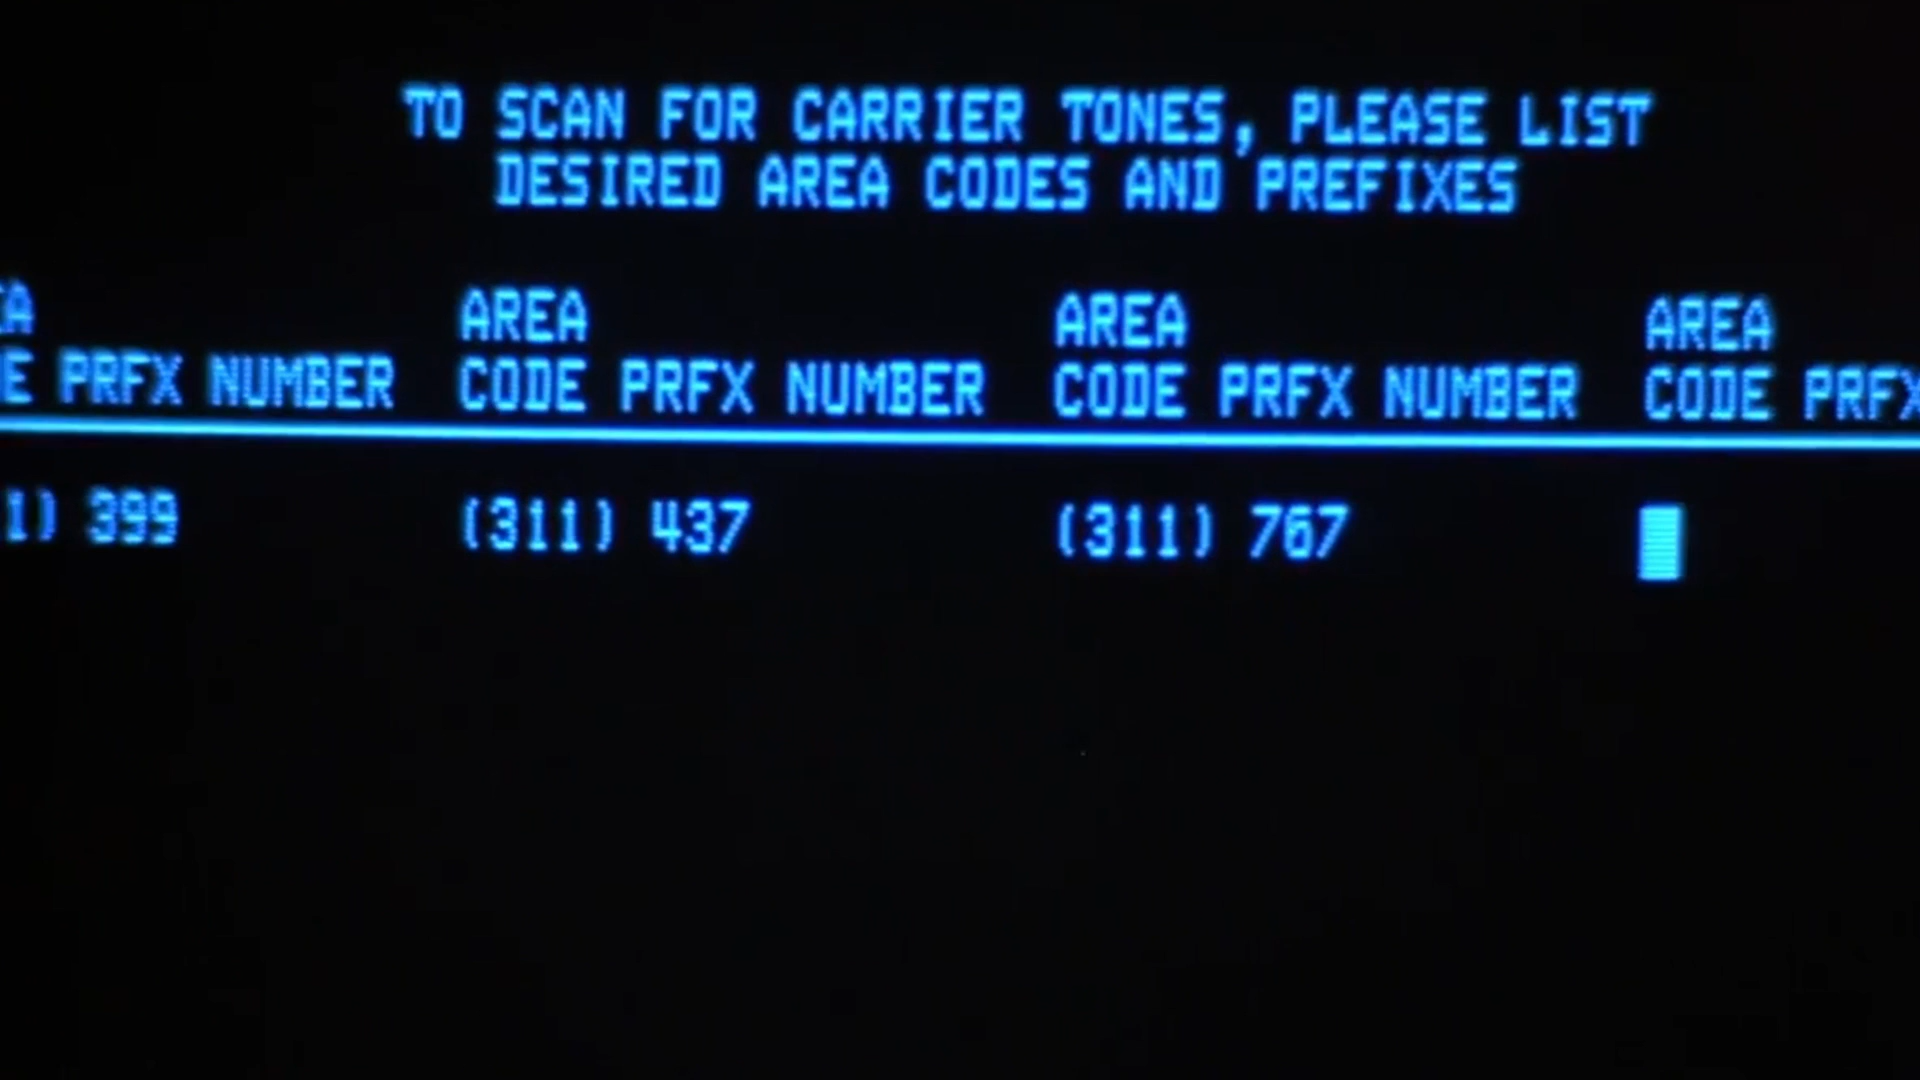 TO SCAN FOR CARRIER TONES, PLEASE LIST
DESIRED AREA CODES AND PREFIXES
AREA AREA AREA
PRFX NUMBER CODE PRFX NUMBER CODE PRFX NUMBER CODE PRFX
399 (311) 437 (311) 767